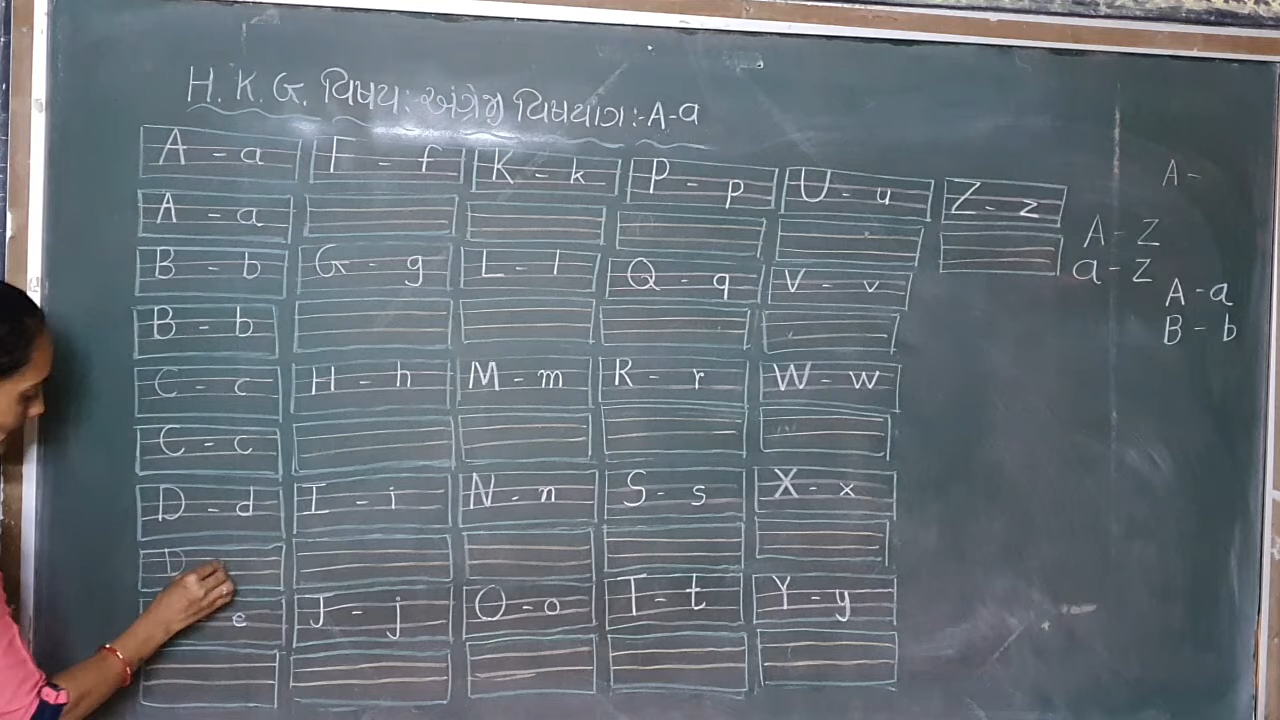 H. K. G. વિષય: અંગ્રેજી વિષયાંગ:- A-a
A - a
F - f
K - k
P - p
U - u
Z - z
A - a
B - b
G - g
L - l
Q - q
V - v
B - b
C - c
H - h
M - m
R - r
W - w
C - c
D - d
I - i
N - n
S - s
X - x
D
e
J - j
O - o
T - t
Y - y
A -
A - Z
a - z
A - a
B - b